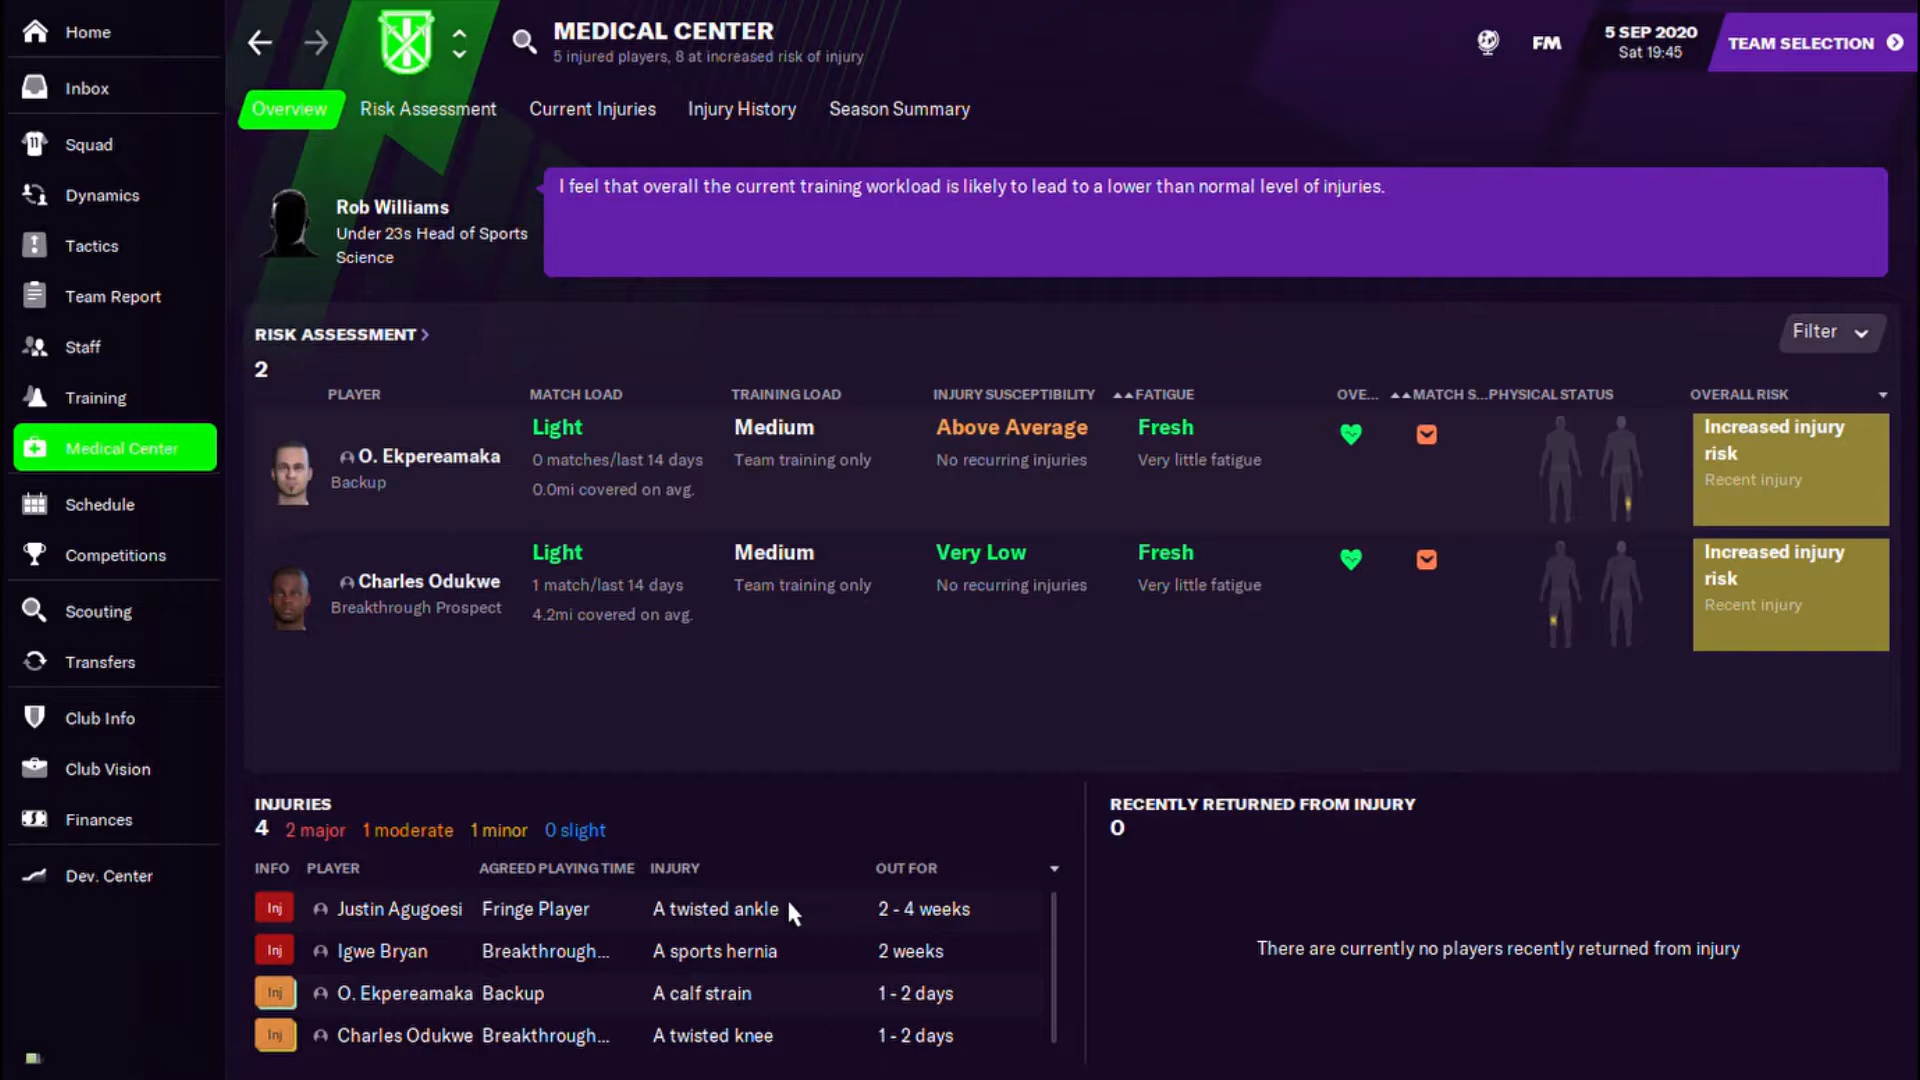 Home
Inbox
Squad
Dynamics
Tactics
Team Report
Staff
Training
Medical Center
Schedule
Competitions
Scouting
Transfers
Club Info
Club Vision
Finances
Dev. Center
MEDICAL CENTER
5 injured players, 8 at increased risk of injury
FM
5 SEP 2020
Sat 19:45
TEAM SELECTION
Overview Risk Assessment Current Injuries Injury History Season Summary
Rob Williams
Under 23s Head of Sports
Science
I feel that overall the current training workload is likely to lead to a lower than normal level of injuries.
RISK ASSESSMENT >
Filter
2
PLAYER MATCH LOAD TRAINING LOAD INJURY SUSCEPTIBILITY FATIGUE OVE... MATCH S... PHYSICAL STATUS OVERALL RISK
O. Ekpereamaka
Backup
Light
0 matches/last 14 days
0.0mi covered on avg.
Medium
Team training only
Above Average
No recurring injuries
Fresh
Very little fatigue
Increased injury
risk
Recent injury
Charles Odukwe
Breakthrough Prospect
Light
1 match/last 14 days
4.2mi covered on avg.
Medium
Team training only
Very Low
No recurring injuries
Fresh
Very little fatigue
Increased injury
risk
Recent injury
INJURIES
4 2 major 1 moderate 1 minor 0 slight
INFO PLAYER AGREED PLAYING TIME INJURY OUT FOR
Inj Justin Agugoesi Fringe Player A twisted ankle 2 - 4 weeks
Inj Igwe Bryan Breakthrough... A sports hernia 2 weeks
Inj O. Ekpereamaka Backup A calf strain 1 - 2 days
Inj Charles Odukwe Breakthrough... A twisted knee 1 - 2 days
RECENTLY RETURNED FROM INJURY
0
There are currently no players recently returned from injury